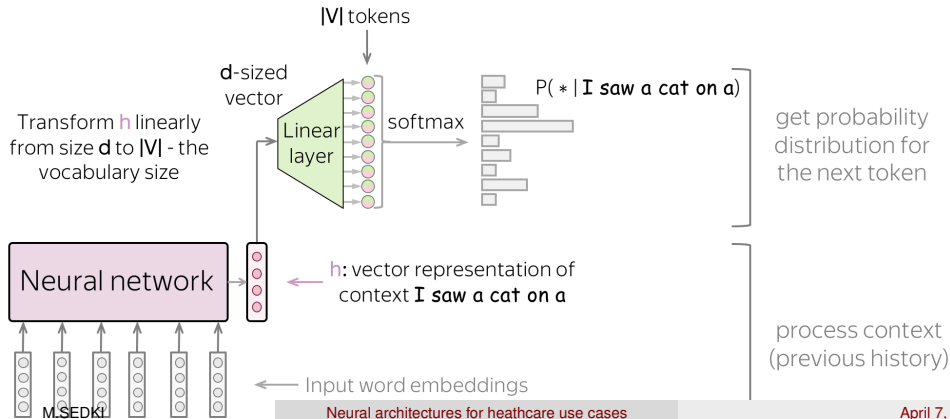 |V| tokens
d-sized
vector
Transform h linearly
from size d to |V| - the
vocabulary size
Linear
layer
softmax
P( * | I saw a cat on a)
get probability
distribution for
the next token
Neural network
h: vector representation of
context I saw a cat on a
process context
(previous history)
Input word embeddings
M.SEDKI
Neural architectures for heathcare use cases
April 7,